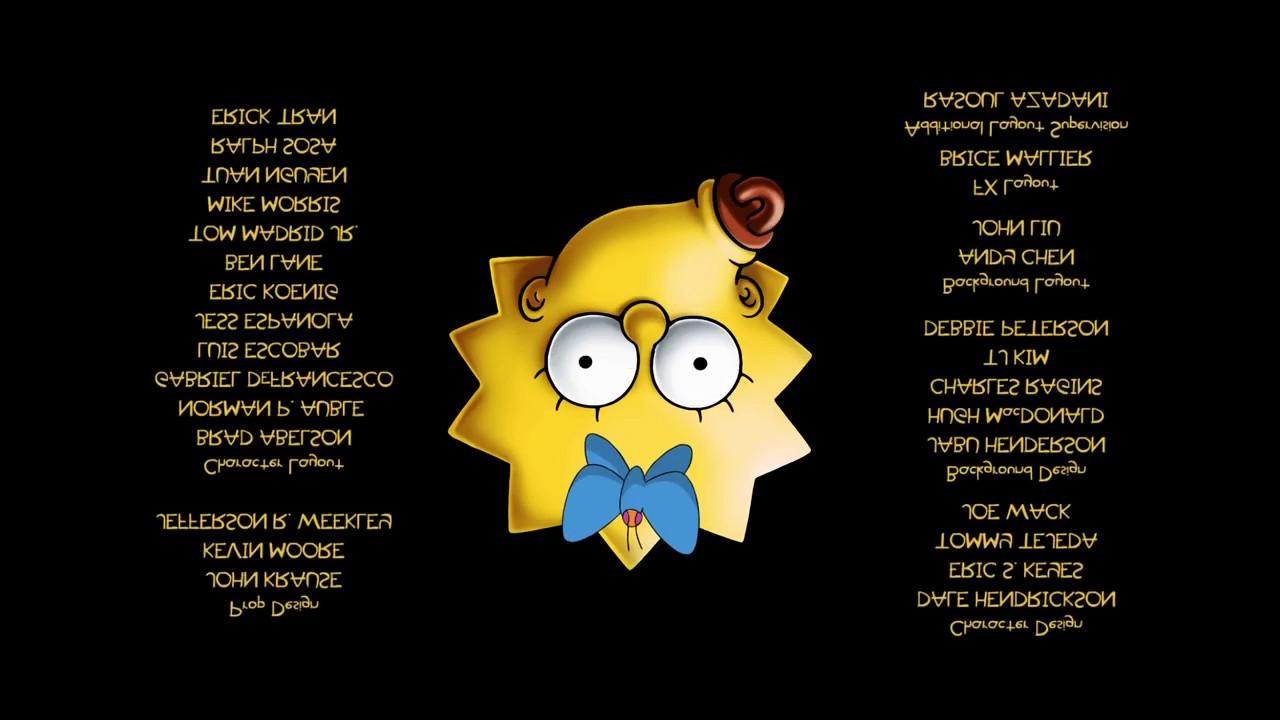 Prop Design
JOHN KRAUSE
KEVIN MOORE
JEFFERSON R. WEEKLEY
Character Layout
BRAD ABELSON
NORMAN P. AUBLE
GABRIEL DeFRANCESCO
LUIS ESCOBAR
JESS ESPAÑOLA
ERIC KOENIG
BEN LANE
TOM MADRID JR.
MIKE MORRIS
TUAN NGUYEN
RALPH SOSA
ERICK TRAN
Character Design
DALE HENDRICKSON
ERIC S. KEYES
TOMMY TEJEDA
JOE WACK
Background Design
JABU HENDERSON
HUGH MacDONALD
CHARLES RAGINS
TJ KIM
DEBBIE PETERSON
Background Layout
ANDY CHEN
JOHN LIU
FX Layout
BRICE MALLIER
Additional Layout Supervision
RASOUL AZADANI